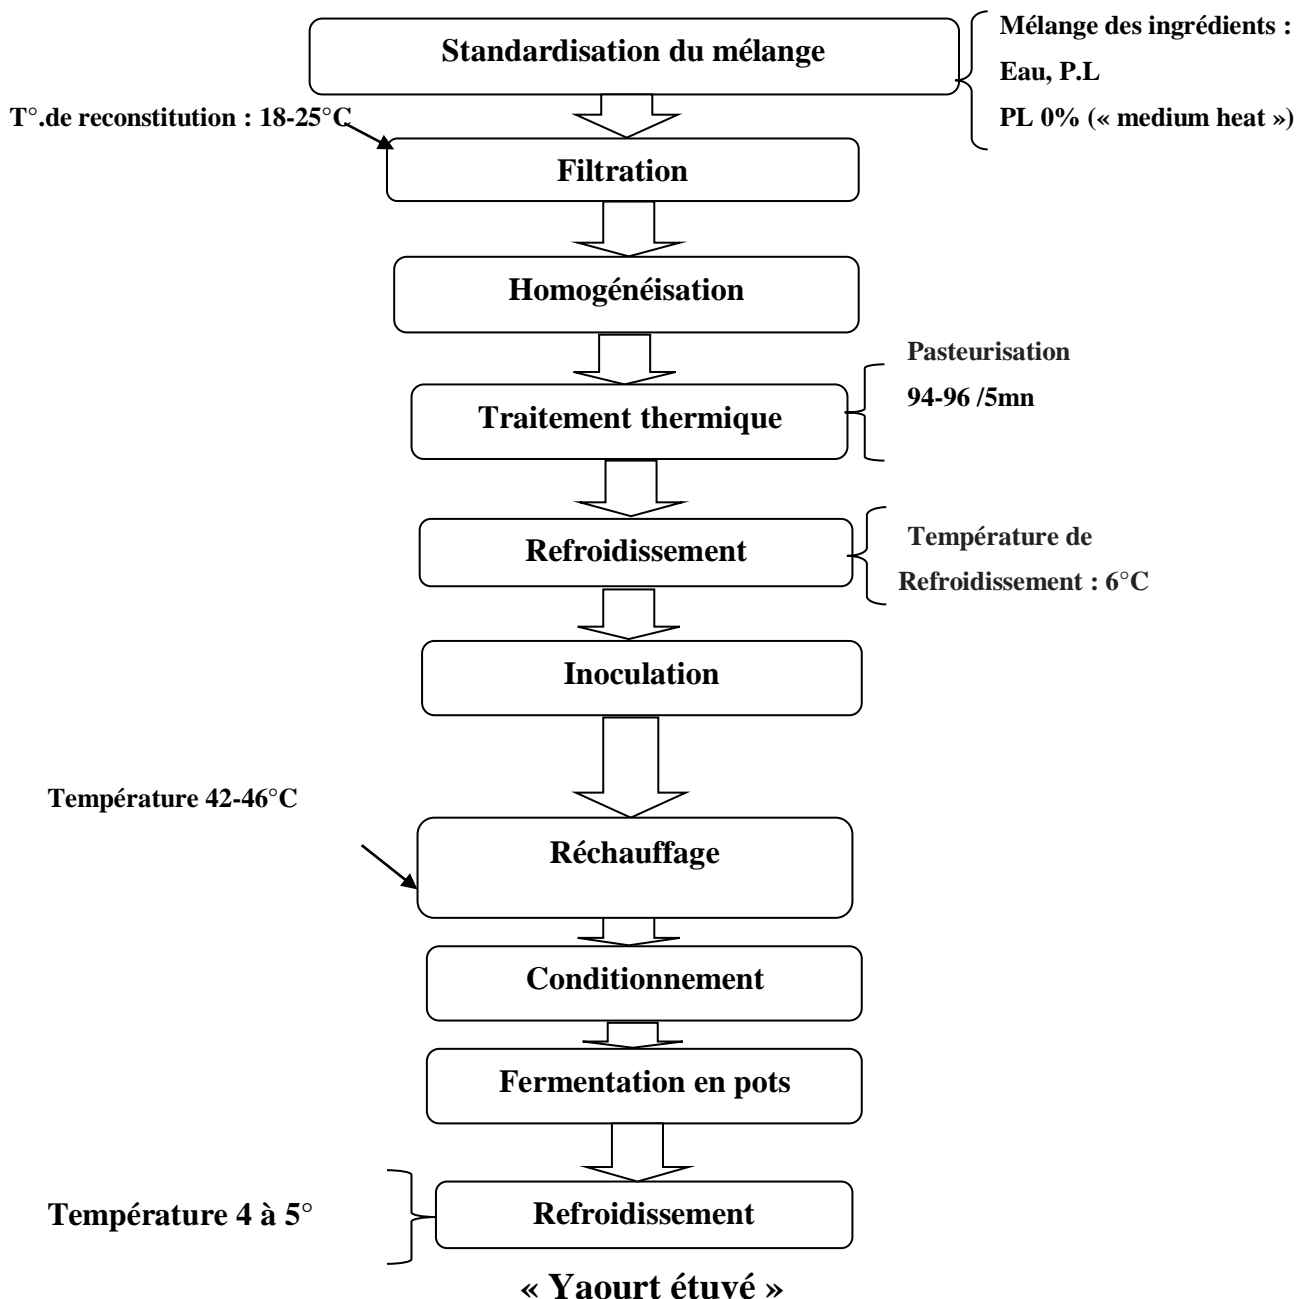 Standardisation du mélange
Mélange des ingrédients :
Eau, P.L
PL 0% (« medium heat »)
T°.de reconstitution : 18-25°C
Filtration
Homogénéisation
Pasteurisation
94-96 /5mn
Traitement thermique
Refroidissement
Température de
Refroidissement : 6°C
Inoculation
Température 42-46°C
Réchauffage
Conditionnement
Fermentation en pots
Température 4 à 5°
Refroidissement
« Yaourt étuvé »